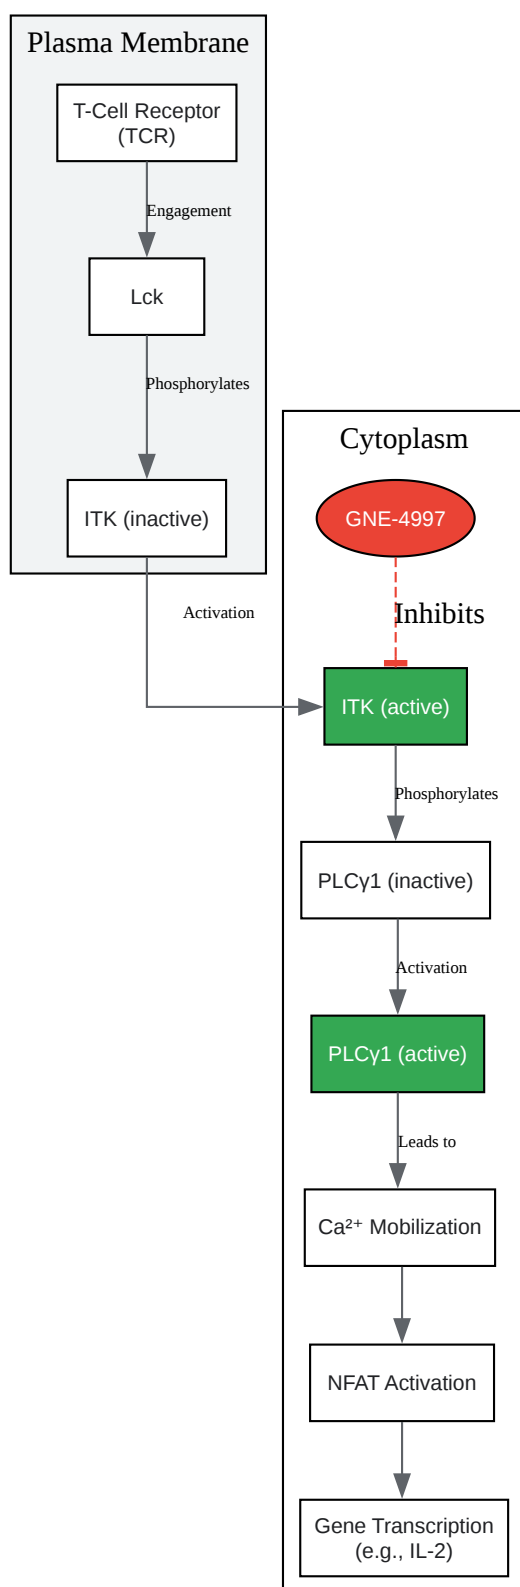 Plasma Membrane
T-Cell Receptor
(TCR)
Engagement
Lck
Phosphorylates
ITK (inactive)
Activation
Cytoplasm
GNE-4997
Inhibits
ITK (active)
Phosphorylates
PLCγ1 (inactive)
Activation
PLCγ1 (active)
Leads to
Ca²⁺ Mobilization
NFAT Activation
Gene Transcription
(e.g., IL-2)